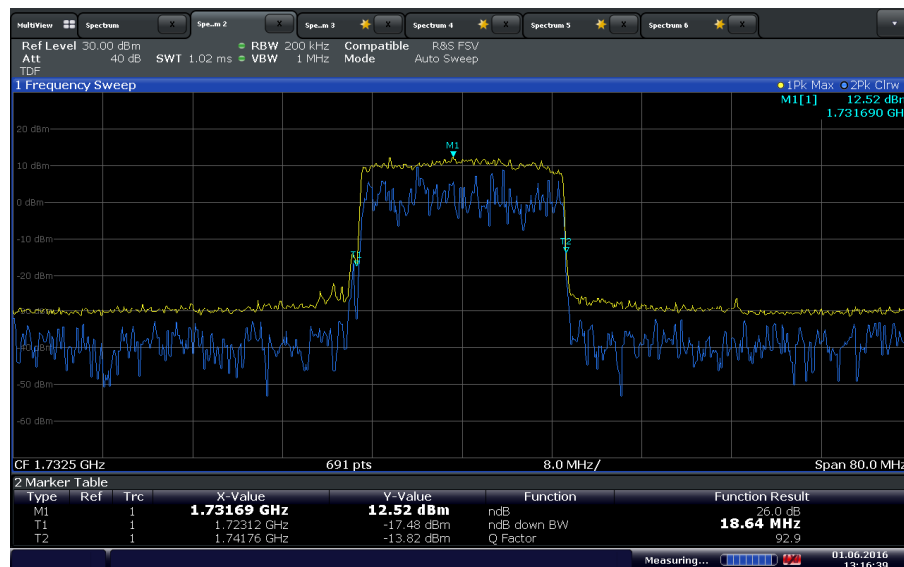 MultiView Spectrum X Spe...m 2 X Spe...m 3 X Spectrum 4 X Spectrum 5 X Spectrum 6 X
Ref Level 30.00 dBm RBW 200 kHz Compatible R&S FSV
Att 40 dB SWT 1.02 ms VBW 1 MHz Mode Auto Sweep
TDF
1 Frequency Sweep 1Pk Max 2Pk Clrw
M1[1] 12.52 dBm
1.731690 GH
20 dBm
M1
10 dBm
0 dBm
-10 dBm
T2
T1
-20 dBm
-40 dBm
-50 dBm
-60 dBm
CF 1.7325 GHz 691 pts 8.0 MHz/ Span 80.0 MHz
2 Marker Table
Type Ref Trc X-Value Y-Value Function Function Result
M1 1 1.73169 GHz 12.52 dBm ndB 26.0 dB
T1 1 1.72312 GHz -17.48 dBm ndB down BW 18.64 MHz
T2 1 1.74176 GHz -13.82 dBm Q Factor 92.9
Measuring... 01.06.2016
13:16:39